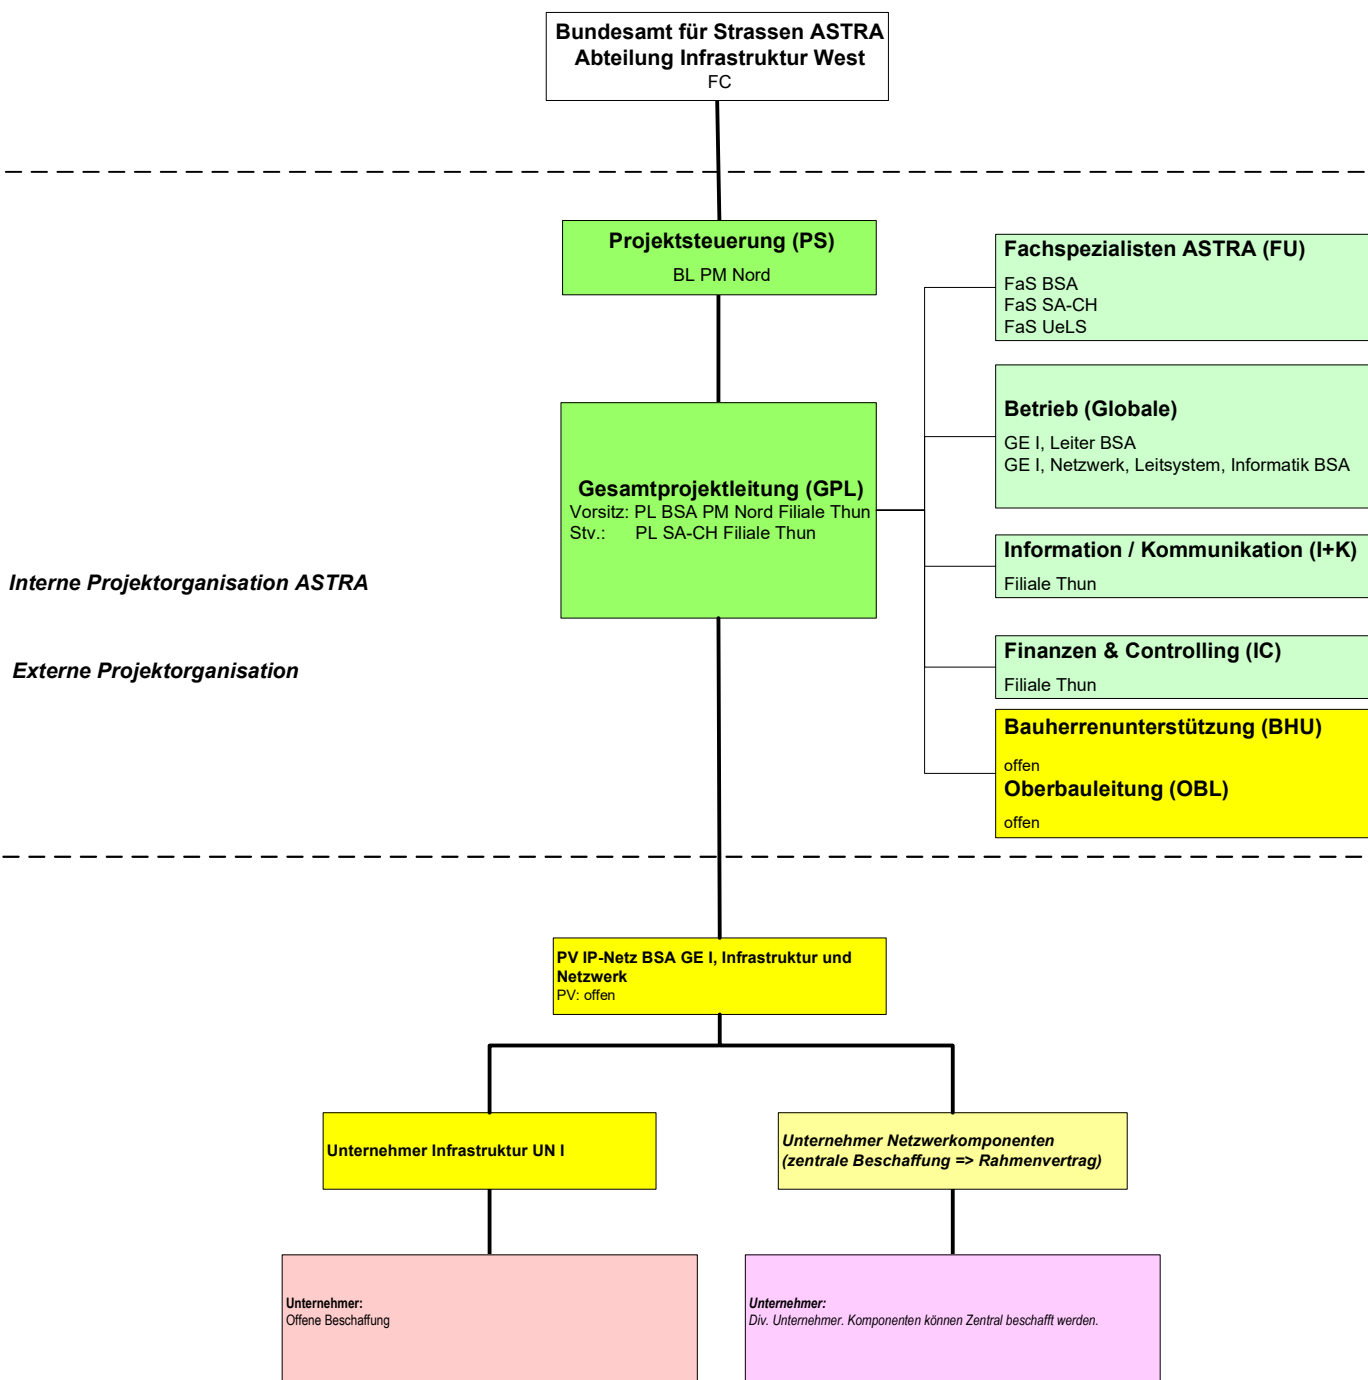 Bundesamt für Strassen ASTRA
Abteilung Infrastruktur West
FC
Projektsteuerung (PS)
BL PM Nord
Fachspezialisten ASTRA (FU)
FaS BSA
FaS SA-CH
FaS UeLS
Betrieb (Globale)
GE I, Leiter BSA
GE I, Netzwerk, Leitsystem, Informatik BSA
Gesamtprojektleitung (GPL)
Vorsitz: PL BSA PM Nord Filiale Thun
Stv.: PL SA-CH Filiale Thun
Information / Kommunikation (I+K)
Filiale Thun
Interne Projektorganisation ASTRA
Externe Projektorganisation
Finanzen & Controlling (IC)
Filiale Thun
Bauherrenunterstützung (BHU)
offen
Oberbauleitung (OBL)
offen
PV IP-Netz BSA GE I, Infrastruktur und
Netzwerk
PV: offen
Unternehmer Infrastruktur UN I
Unternehmer Netzwerkomponenten
(zentrale Beschaffung => Rahmenvertrag)
Unternehmer:
Offene Beschaffung
Unternehmer:
Div. Unternehmer. Komponenten können Zentral beschafft werden.